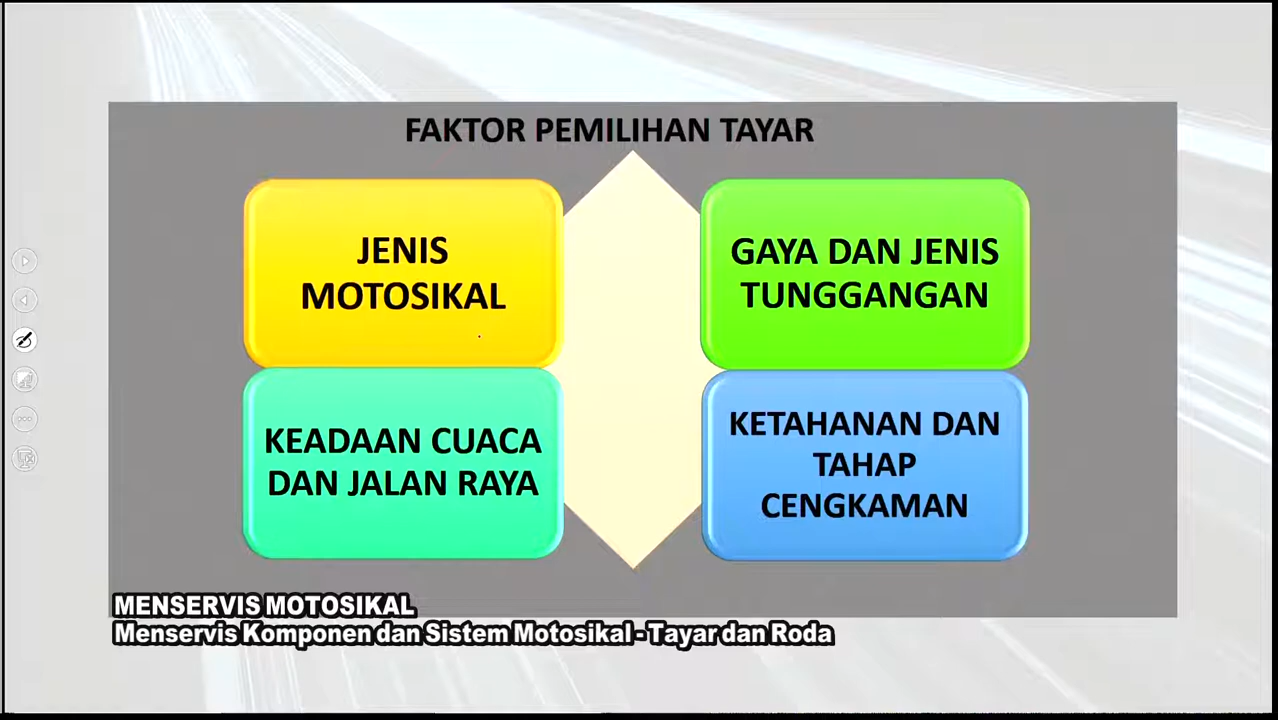 FAKTOR PEMILIHAN TAYAR
JENIS
MOTOSIKAL
GAYA DAN JENIS
TUNGGANGAN
KEADAAN CUACA
DAN JALAN RAYA
KETAHANAN DAN
TAHAP
CENGKAMAN
MENSERVIS MOTOSIKAL
Menservis Komponen dan Sistem Motosikal - Tayar dan Roda